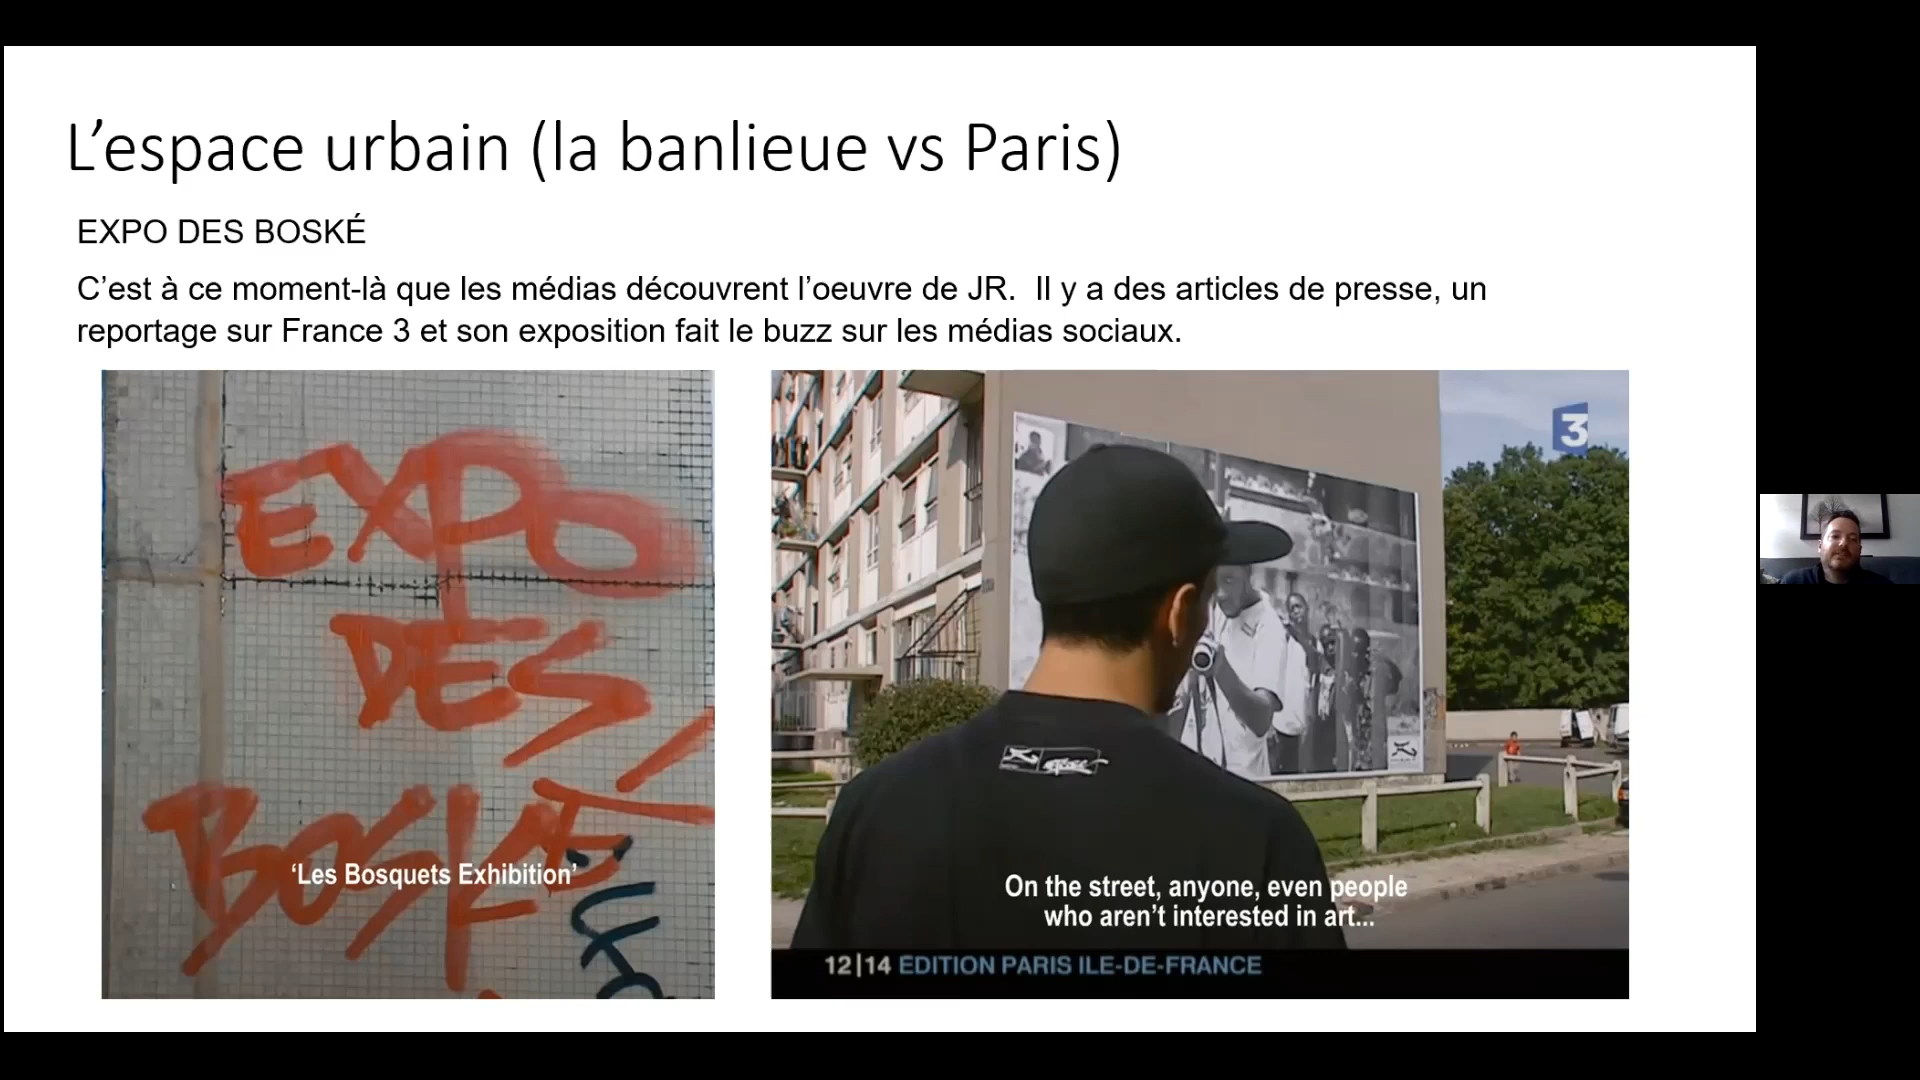 L’espace urbain (la banlieue vs Paris)
EXPO DES BOSKÉ
C’est à ce moment-là que les médias découvrent l’oeuvre de JR.  Il y a des articles de presse, un
reportage sur France 3 et son exposition fait le buzz sur les médias sociaux.
EXPO
DES
BOSKÉ
‘Les Bosquets Exhibition’
3
On the street, anyone, even people
who aren’t interested in art...
12|14 EDITION PARIS ILE-DE-FRANCE